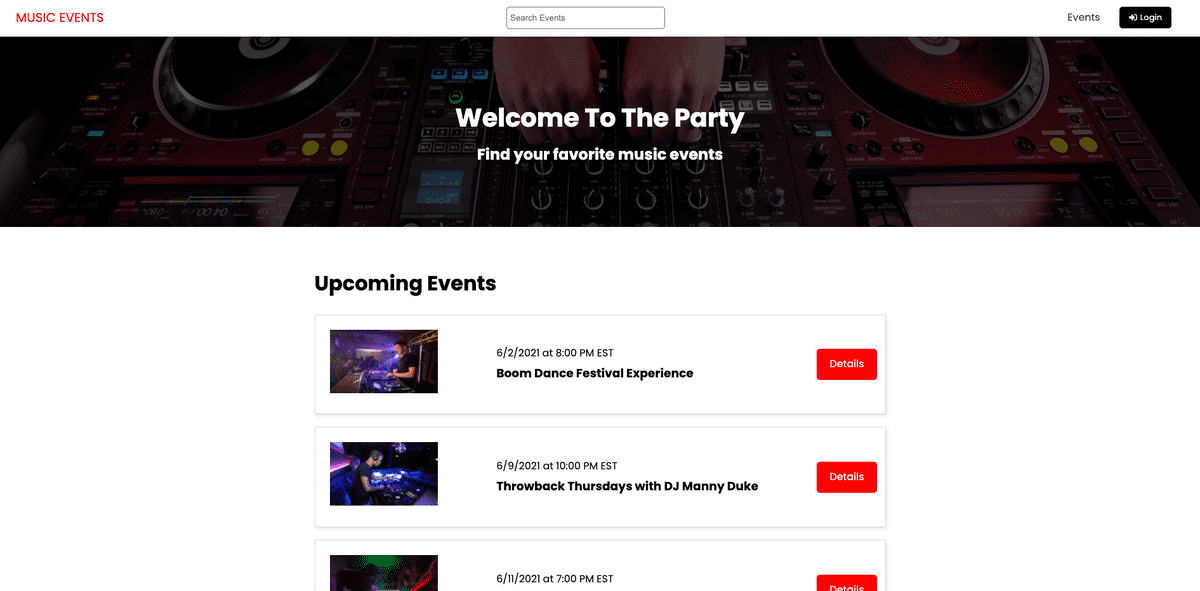 MUSIC EVENTS
Search Events
Events
Login
Welcome To The Party
Find your favorite music events
Upcoming Events
6/2/2021 at 8:00 PM EST
Boom Dance Festival Experience
Details
6/9/2021 at 10:00 PM EST
Throwback Thursdays with DJ Manny Duke
Details
6/11/2021 at 7:00 PM EST
Details